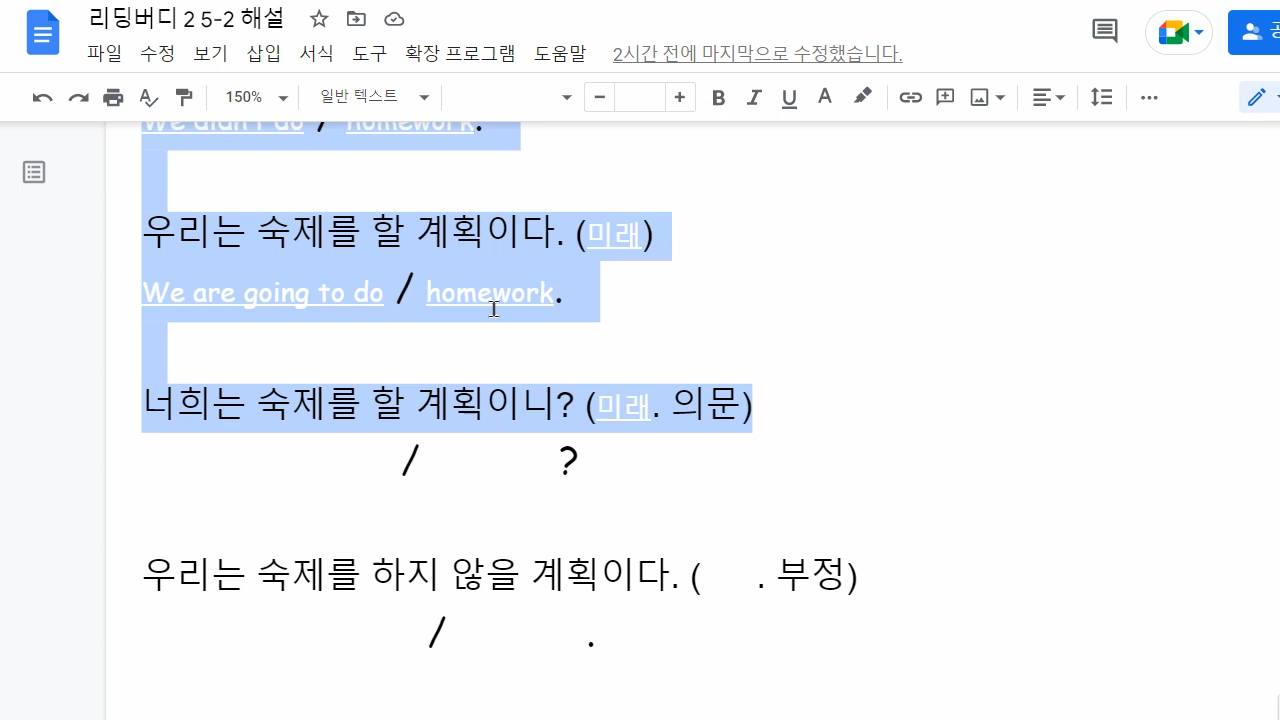 리딩버디 2 5-2 해설
파일 수정 보기 삽입 서식 도구 확장 프로그램 도움말 2시간 전에 마지막으로 수정했습니다.
150% 일반 텍스트 − + B I U A
We didn't do / homework.
우리는 숙제를 할 계획이다. (미래)
We are going to do / homework.
너희는 숙제를 할 계획이니? (미래. 의문)
/ ?
우리는 숙제를 하지 않을 계획이다. ( . 부정)
/ .